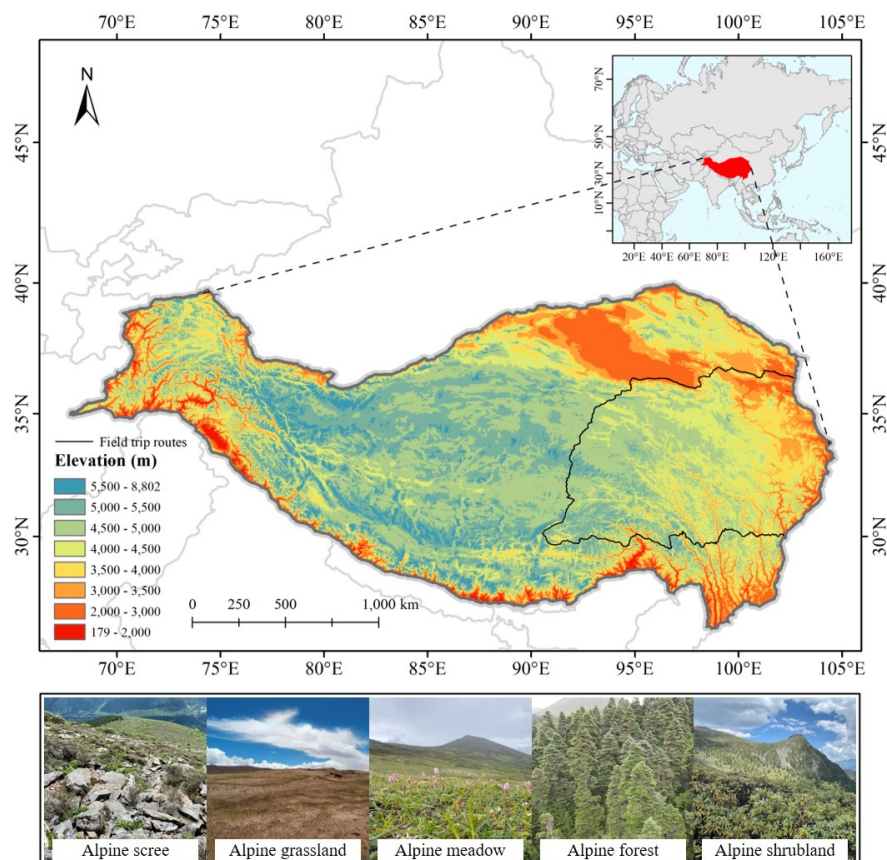 70°E 75°E 80°E 85°E 90°E 95°E 100°E 105°E
N
45°N
40°N
35°N
30°N
45°N
40°N
35°N
30°N
70°N
50°N
30°N
10°N
20°E 40°E 60°E 80°E 120°E 160°E
Field trip routes
Elevation (m)
5,500 - 8,802
5,000 - 5,500
4,500 - 5,000
4,000 - 4,500
3,500 - 4,000
3,000 - 3,500
2,000 - 3,000
179 - 2,000
0 250 500 1,000 km
70°E 75°E 80°E 85°E 90°E 95°E 100°E 105°E
Alpine scree Alpine grassland Alpine meadow Alpine forest Alpine shrubland